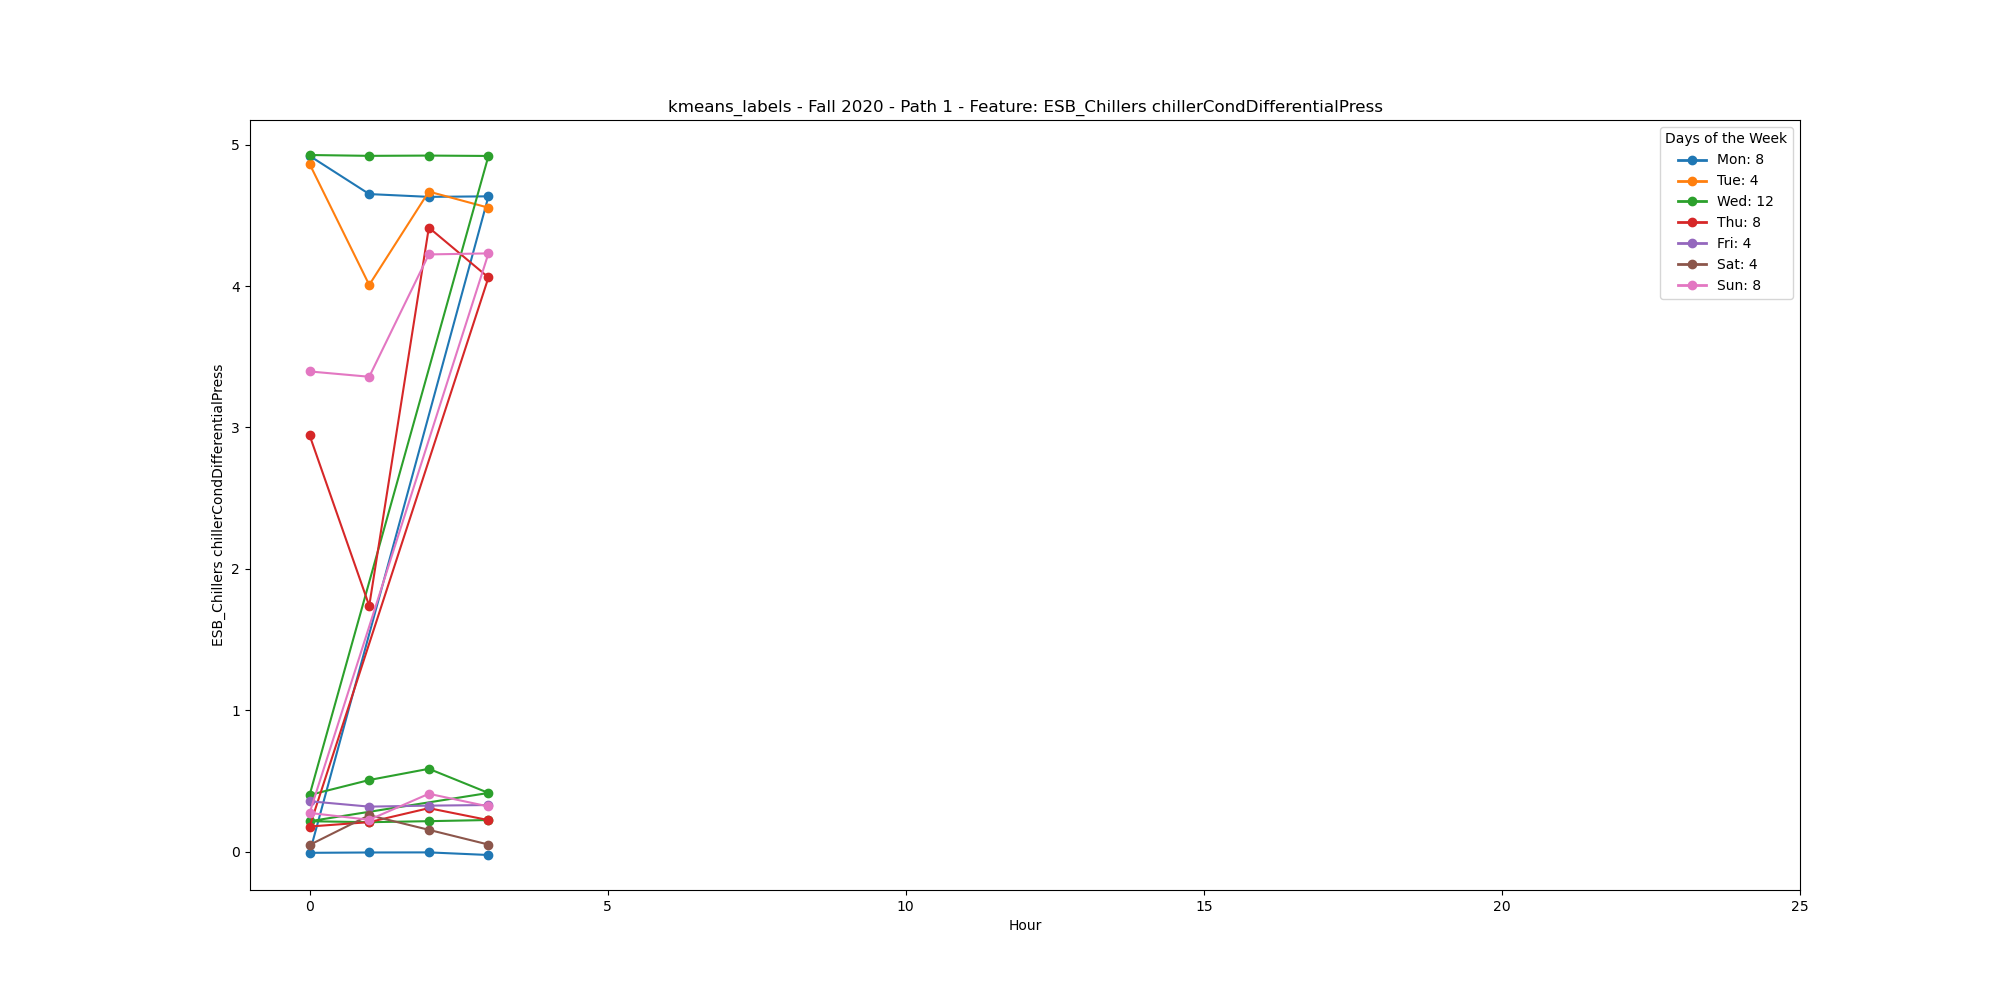 kmeans_labels - Fall 2020 - Path 1 - Feature: ESB_Chillers chillerCondDifferentialPress
Days of the Week
Mon: 8
Tue: 4
Wed: 12
Thu: 8
Fri: 4
Sat: 4
Sun: 8
ESB_Chillers chillerCondDifferentialPress
5
4
3
2
1
0
0 5 10 15 20 25
Hour